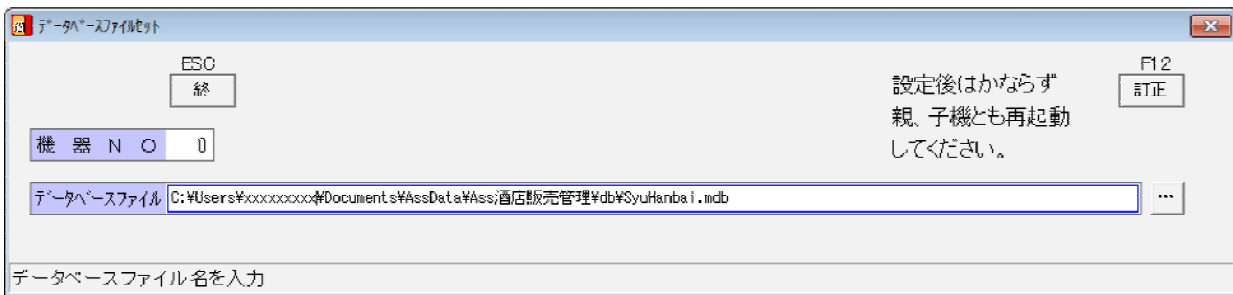 データベースファイルセット
ESC
終
F12
訂正
設定後はかならず
親、子機とも再起動
してください。
機 器 N O 0
データベースファイル C:¥Users¥xxxxxxxxx¥Documents¥AssData¥Ass酒店販売管理¥db¥SyuHanbai.mdb ...
データベースファイル名を入力